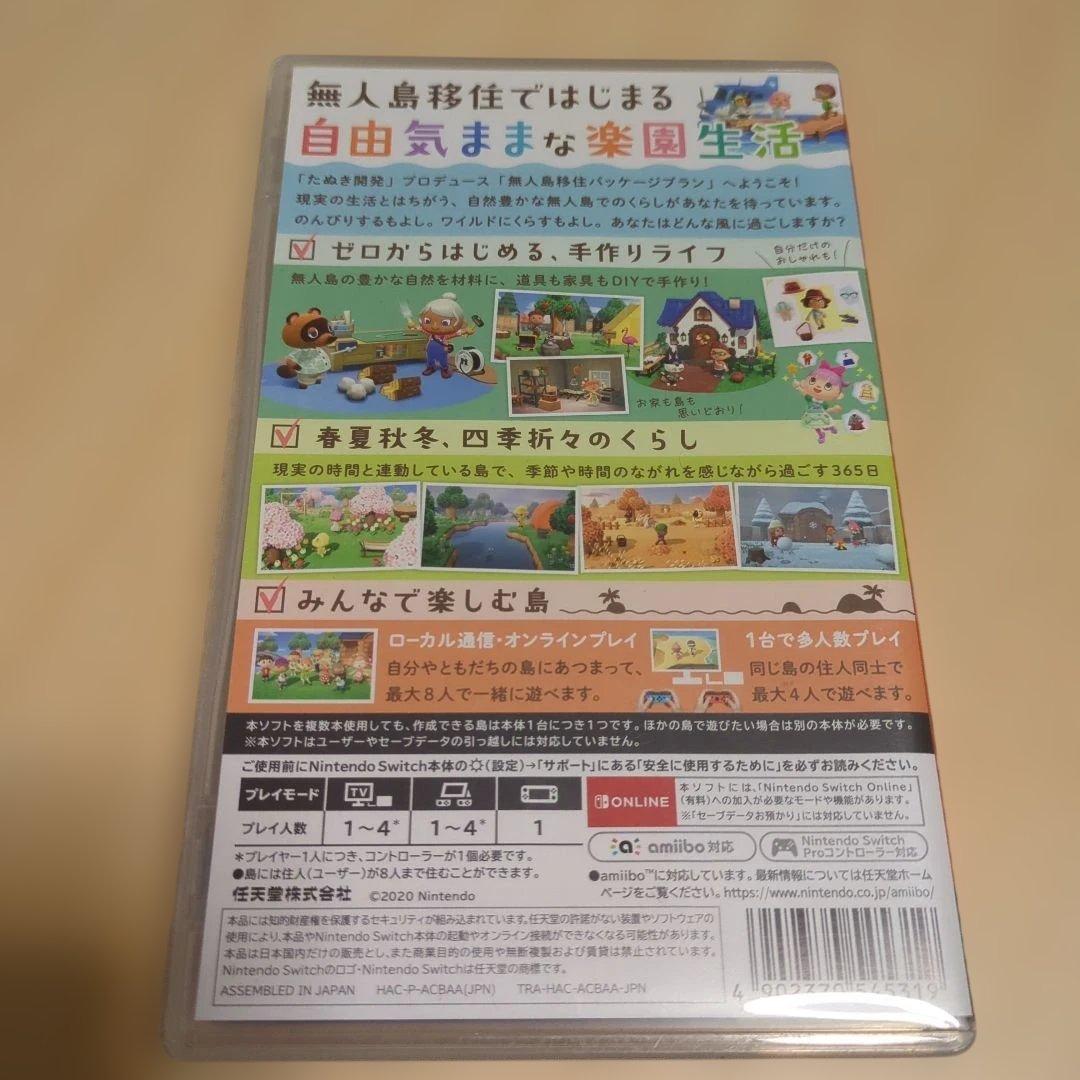 無人島移住ではじまる
自由気ままな楽園生活
「たぬき開発」プロデュース「無人島移住パッケージプラン」へようこそ!
現実の生活とはちがう、自然豊かな無人島でのくらしがあなたを待っています。
のんびりするもよし。ワイルドにくらすもよし。あなたはどんな風に過ごしますか?
ゼロからはじめる、手作りライフ
自分だけの
おしゃれも!
無人島の豊かな自然を材料に、道具も家具もDIYで手作り!
お家も島も
思いどおり!
春夏秋冬、四季折々のくらし
現実の時間と連動している島で、季節や時間のながれを感じながら過ごす365日
みんなで楽しむ島
ローカル通信・オンラインプレイ
自分やともだちの島にあつまって、
最大8人で一緒に遊べます。
1台で多人数プレイ
同じ島の住人同士で
最大4人で遊べます。
本ソフトを複数本使用しても、作成できる島は本体1台につき1つです。ほかの島で遊びたい場合は別の本体が必要です。
※本ソフトはユーザーやセーブデータの引っ越しには対応していません。
ご使用前にNintendo Switch本体の(設定)→「サポート」にある「安全に使用するために」を必ずお読みください。
プレイモード TV
プレイ人数 1~4* 1~4* 1
*プレイヤー1人につき、コントローラーが1個必要です。
●島には住人(ユーザー)が8人まで住むことができます。
任天堂株式会社 ©2020 Nintendo
ONLINE
本ソフトには、「Nintendo Switch Online」
(有料)への加入が必要なモードや機能があります。
※「セーブデータお預かり」には対応していません。
amiibo対応
Nintendo Switch
Proコントローラー対応
●amiibo™に対応しています。最新情報については任天堂ホーム
ページをご覧ください。https://www.nintendo.co.jp/amiibo/
本品には知的財産権を保護するセキュリティが組み込まれています。任天堂の許諾がない装置やソフトウェアの
使用により、本品やNintendo Switch本体の起動やオンライン接続ができなくなる可能性があります。
本品は日本国内だけの販売とし、また商業目的の使用や無断複製および賃貸は禁止されています。
Nintendo Switchのロゴ・Nintendo Switchは任天堂の商標です。
ASSEMBLED IN JAPAN HAC-P-ACBAA(JPN) TRA-HAC-ACBAA-JPN
4 902370 545319